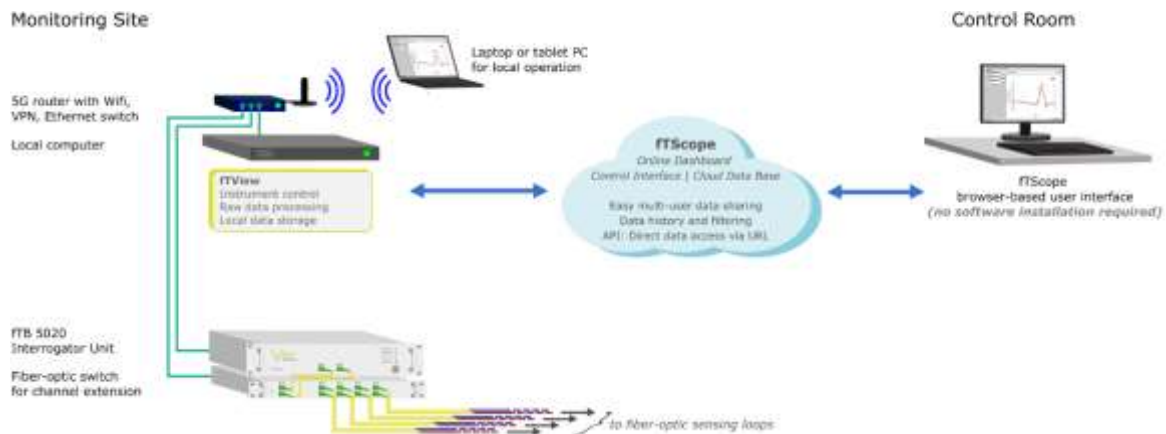 Monitoring Site
Control Room
Laptop or tablet PC
for local operation
5G router with Wifi,
VPN, Ethernet switch
Local computer
fTView
Instrument control
Raw data processing
Local data storage
fTScope
Online Dashboard
Control Interface | Cloud Data Base
Easy multi-user data sharing
Data history and filtering
API: Direct data access via URL
fTScope
browser-based user interface
(no software installation required)
fTB 5020
Interrogator Unit
Fiber-optic switch
for channel extension
to fiber-optic sensing loops